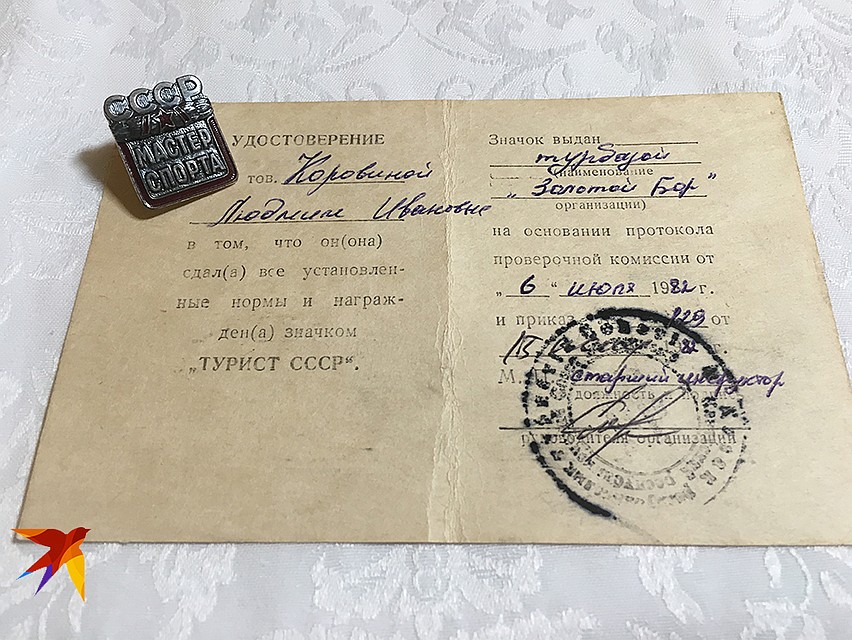 СССР
МАСТЕР
СПОРТА
УДОСТОВЕРЕНИЕ
тов. Коровиной
Людмиле Ивановне
в том, что он(она)
сдал(а) все установлен-
ные нормы и награж-
ден(а) значком
„ТУРИСТ СССР“.
Значок выдан
турбазой
(наименование
„Золотой Бор“
организации)
на основании протокола
проверочной комиссии от
„ 6 “ июля 1982 г.
и приказ 129 от
М. старший инструктор
должность и
руководителя организации